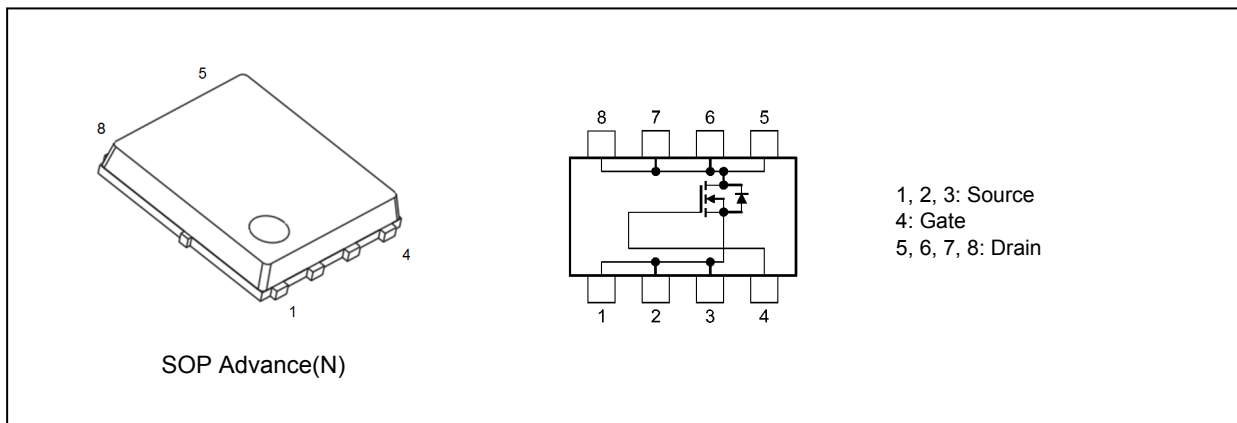 5
8
4
1
SOP Advance(N)
8 7 6 5
1 2 3 4
1, 2, 3: Source
4: Gate
5, 6, 7, 8: Drain